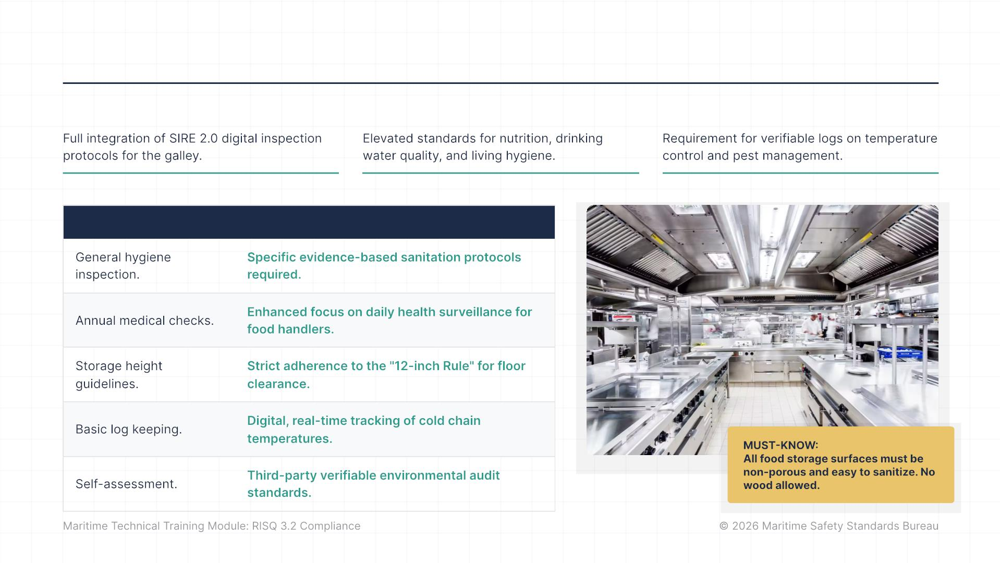 Full integration of SIRE 2.0 digital inspection
protocols for the galley.
Elevated standards for nutrition, drinking
water quality, and living hygiene.
Requirement for verifiable logs on temperature
control and pest management.
General hygiene
inspection.
Specific evidence-based sanitation protocols
required.
Annual medical checks.
Enhanced focus on daily health surveillance for
food handlers.
Storage height
guidelines.
Strict adherence to the "12-inch Rule" for floor
clearance.
Basic log keeping.
Digital, real-time tracking of cold chain
temperatures.
Self-assessment.
Third-party verifiable environmental audit
standards.
MUST-KNOW:
All food storage surfaces must be
non-porous and easy to sanitize. No
wood allowed.
Maritime Technical Training Module: RISQ 3.2 Compliance
© 2026 Maritime Safety Standards Bureau